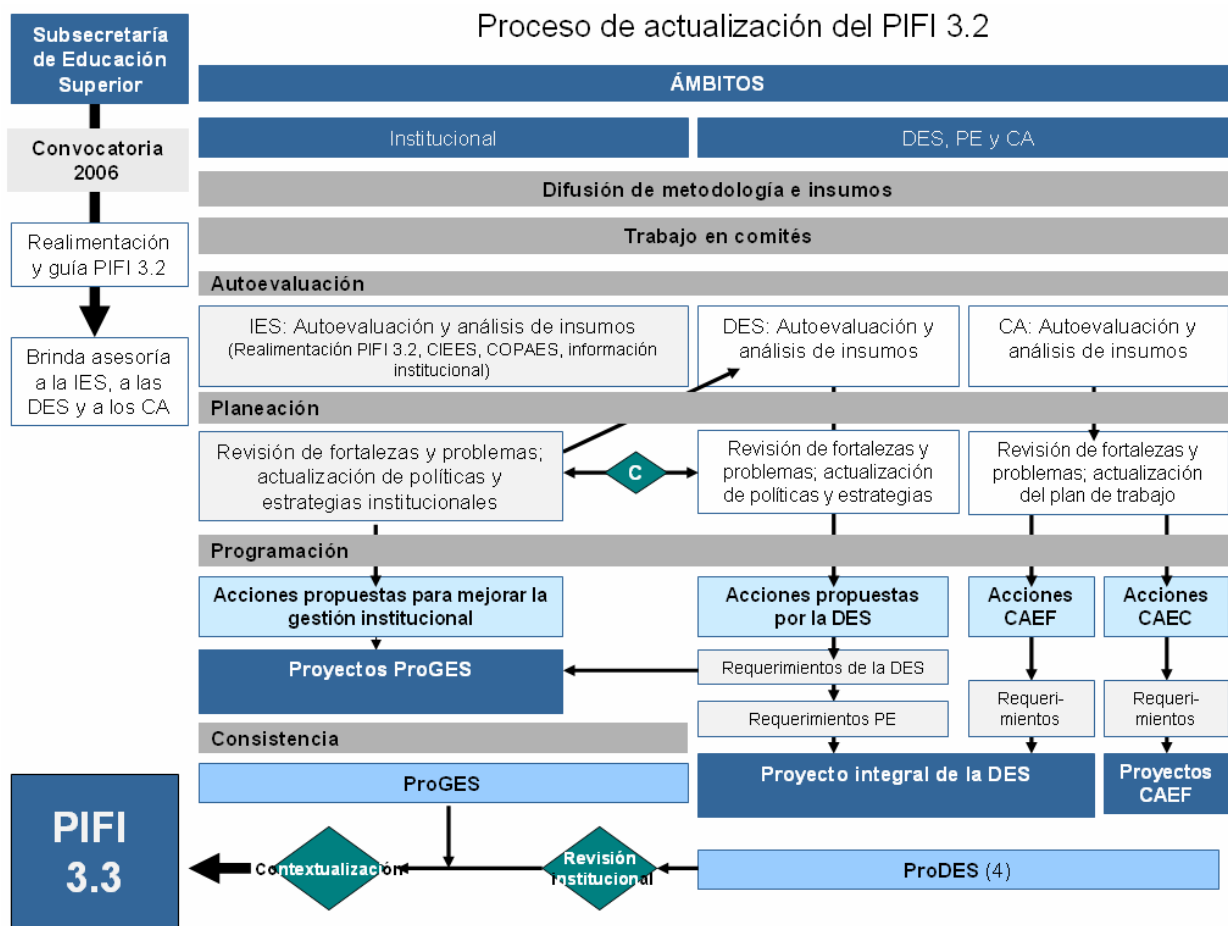 Proceso de actualización del PIFI 3.2
Subsecretaría
de Educación
Superior
Convocatoria
2006
Realimentación
y guía PIFI 3.2
Brinda asesoría
a la IES, a las
DES y a los CA
ÁMBITOS
Institucional
DES, PE y CA
Difusión de metodología e insumos
Trabajo en comités
Autoevaluación
IES: Autoevaluación y análisis de insumos
(Realimentación PIFI 3.2, CIEES, COPAES, información
institucional)
DES: Autoevaluación y
análisis de insumos
CA: Autoevaluación y
análisis de insumos
Planeación
Revisión de fortalezas y problemas;
actualización de políticas y
estrategias institucionales
C
Revisión de fortalezas y
problemas; actualización
de políticas y estrategias
Revisión de fortalezas y
problemas; actualización
del plan de trabajo
Programación
Acciones propuestas para mejorar la
gestión institucional
Acciones propuestas
por la DES
Acciones
CAEF
Acciones
CAEC
Proyectos ProGES
Requerimientos de la DES
Requerimientos PE
Requeri-
mientos
Requeri-
mientos
Consistencia
ProGES
Proyecto integral de la DES
Proyectos
CAEF
PIFI
3.3
Contextualización
Revisión
institucional
ProDES (4)